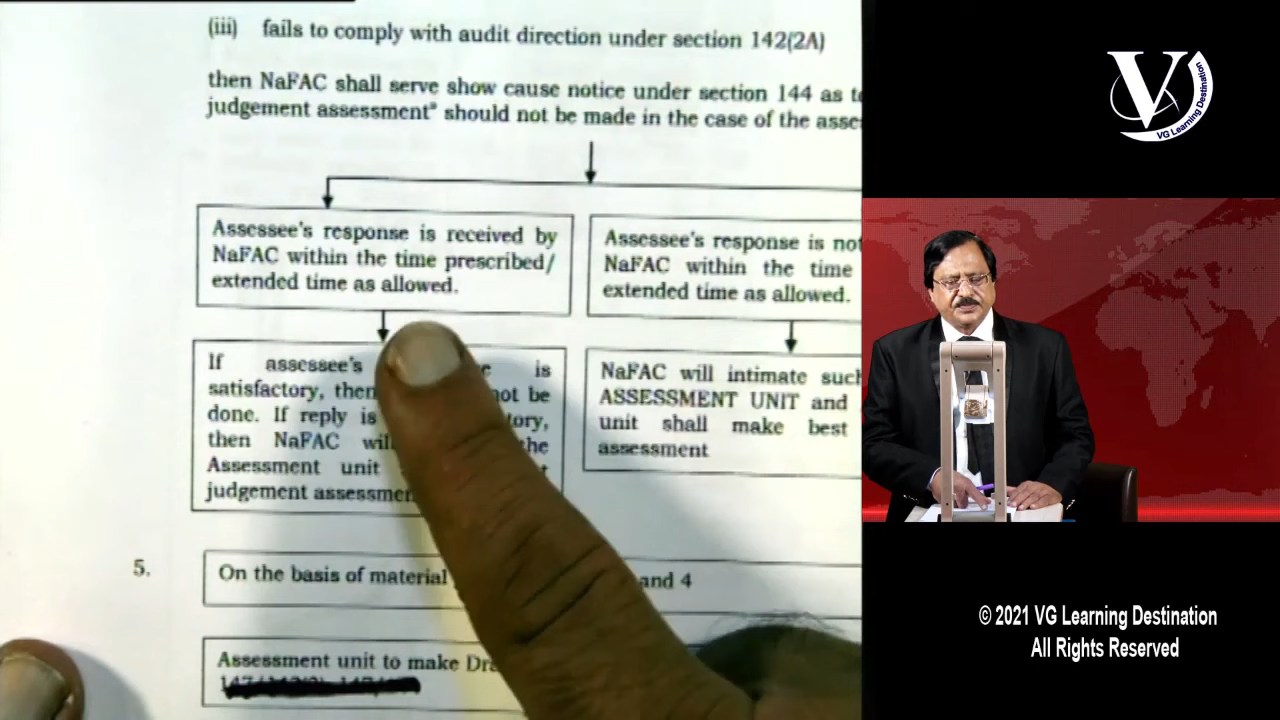 (iii) fails to comply with audit direction under section 142(2A)
then NaFAC shall serve show cause notice under section 144 as to
judgement assessment" should not be made in the case of the asse
Assessee's response is received by
NaFAC within the time prescribed/
extended time as allowed.
Assessee's response is not
NaFAC within the time
extended time as allowed.
If assessee's is
satisfactory, then not be
done. If reply is
then NaFAC the
Assessment unit
judgement
NaFAC will intimate such
ASSESSMENT UNIT and
unit shall make best
assessment
5.
On the basis of material and 4
Assessment unit to make
V
VG Learning Destination
© 2021 VG Learning Destination
All Rights Reserved